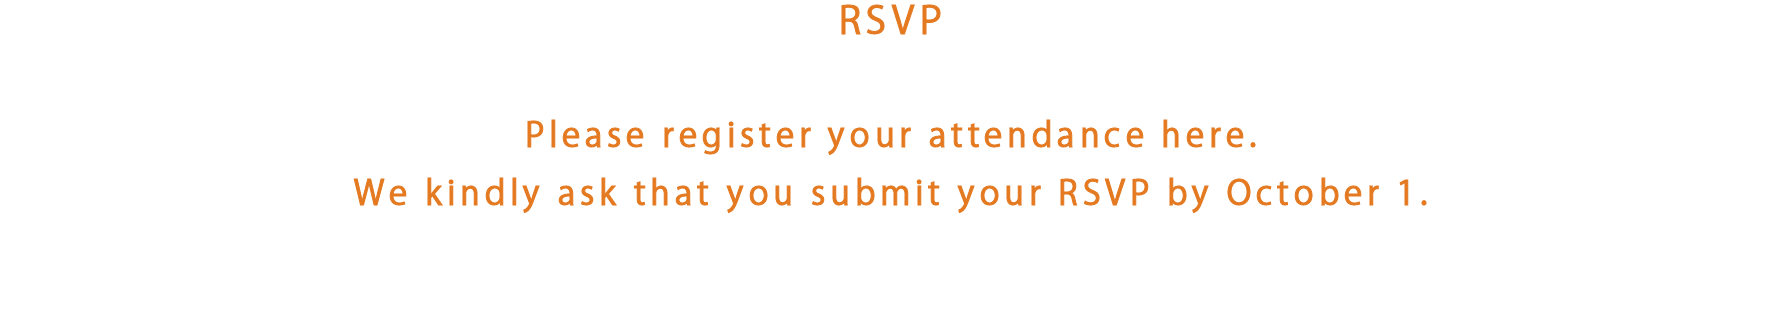 RSVP
Please register your attendance here.
We kindly ask that you submit your RSVP by October 1.